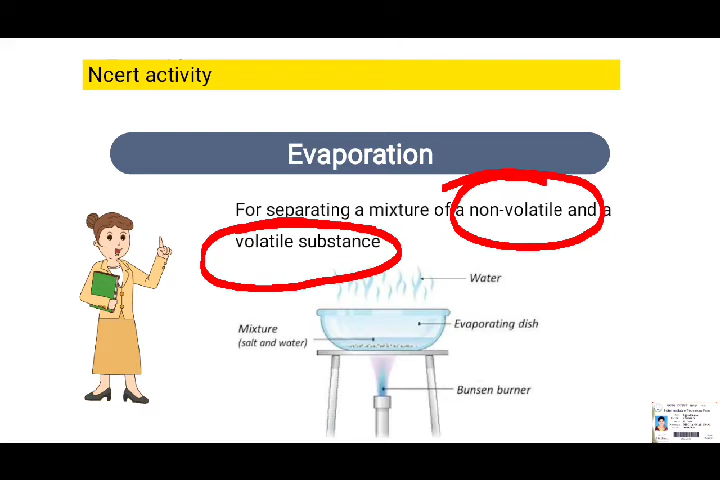 Ncert activity
Evaporation
For separating a mixture of a non-volatile and a
volatile substance
Water
Evaporating dish
Mixture
(salt and water)
Bunsen burner